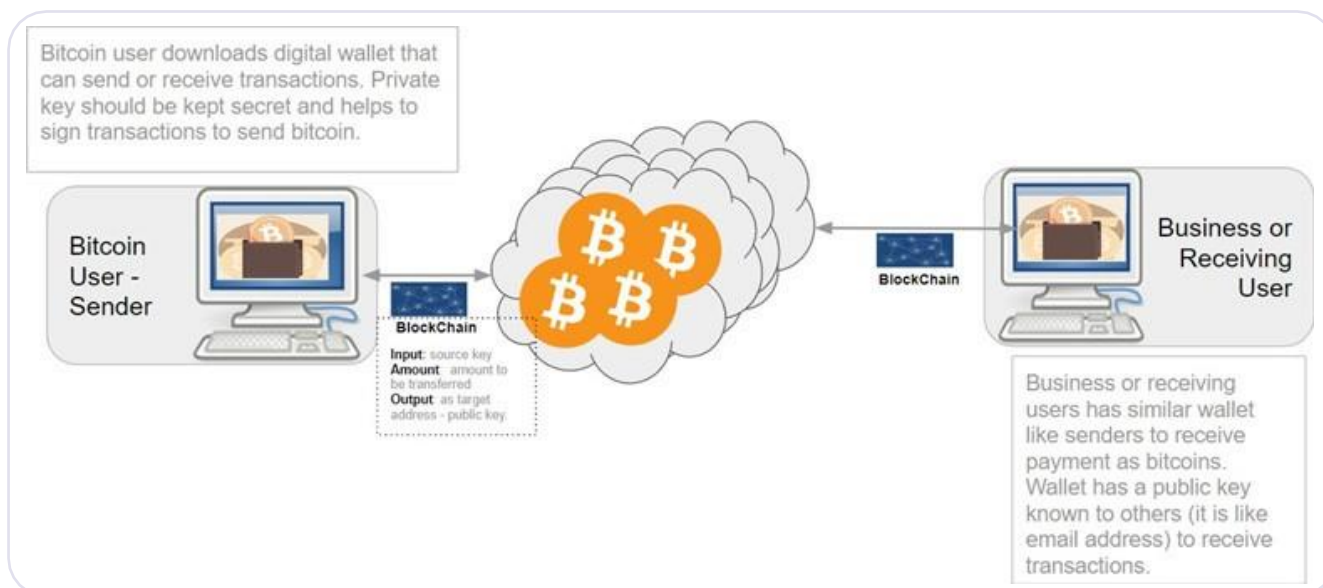 Bitcoin user downloads digital wallet that
can send or receive transactions. Private
key should be kept secret and helps to
sign transactions to send bitcoin.
Bitcoin
User -
Sender
BlockChain
Input: source key
Amount amount to
be transferred
Output as target
address - public key.
BlockChain
Business or
Receiving
User
Business or receiving
users has similar wallet
like senders to receive
payment as bitcoins.
Wallet has a public key
known to others (it is like
email address) to receive
transactions.